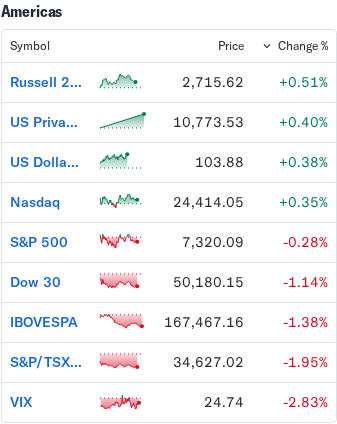 Americas
Symbol Price Change %
Russell 2... 2,715.62 +0.51%
US Priva... 10,773.53 +0.40%
US Dolla... 103.88 +0.38%
Nasdaq 24,414.05 +0.35%
S&P 500 7,320.09 -0.28%
Dow 30 50,180.15 -1.14%
IBOVESPA 167,467.16 -1.38%
S&P/TSX... 34,627.02 -1.95%
VIX 24.74 -2.83%